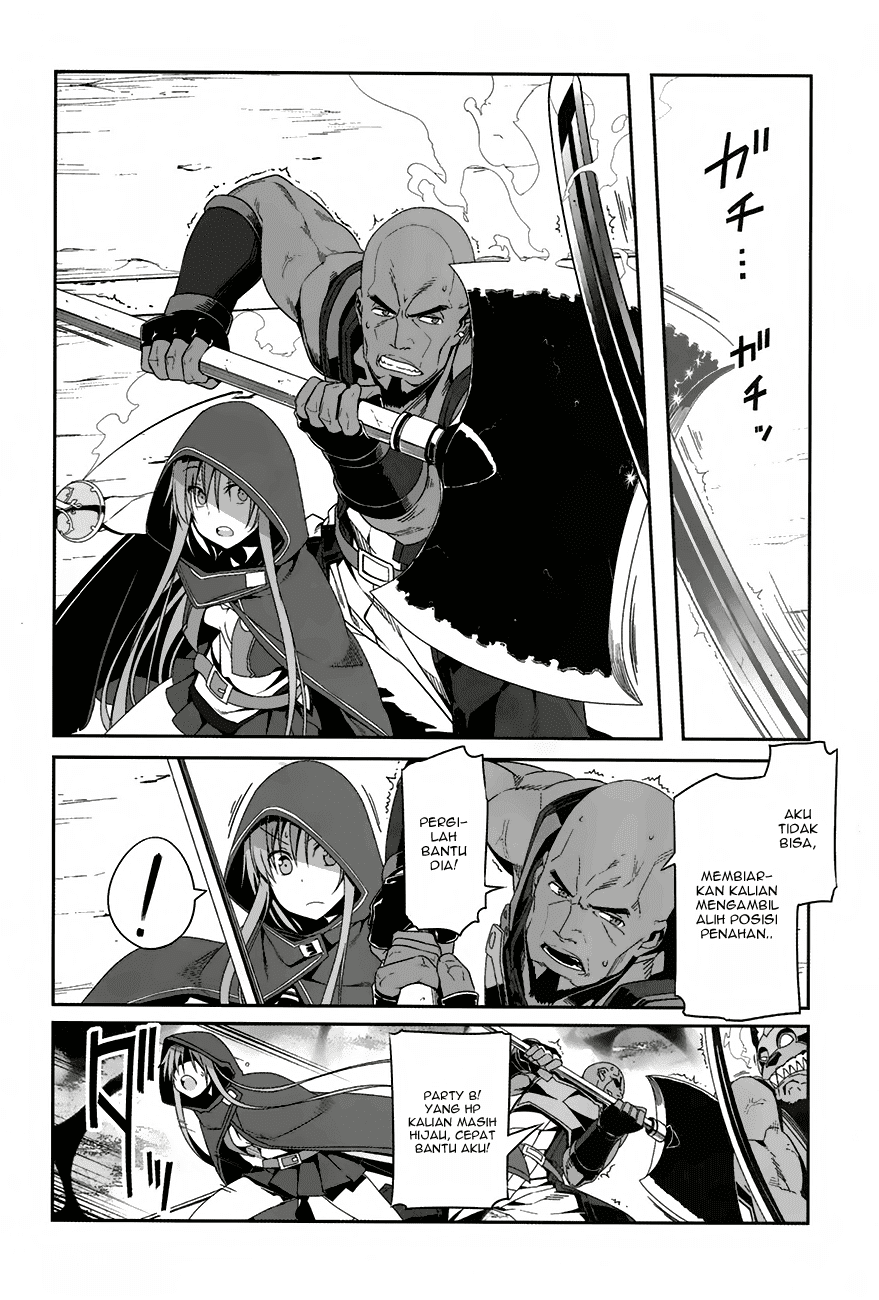 ガチ…
ガチッ
AKU
TIDAK
BISA,
MEMBIAR-
KAN KALIAN
MENGAMBIL
ALIH POSISI
PENAHAN..
PERGI-
LAH
BANTU
DIA!
!
PARTY B!
YANG HP
KALIAN MASIH
HIJAU, CEPAT
BANTU AKU!
ダッ